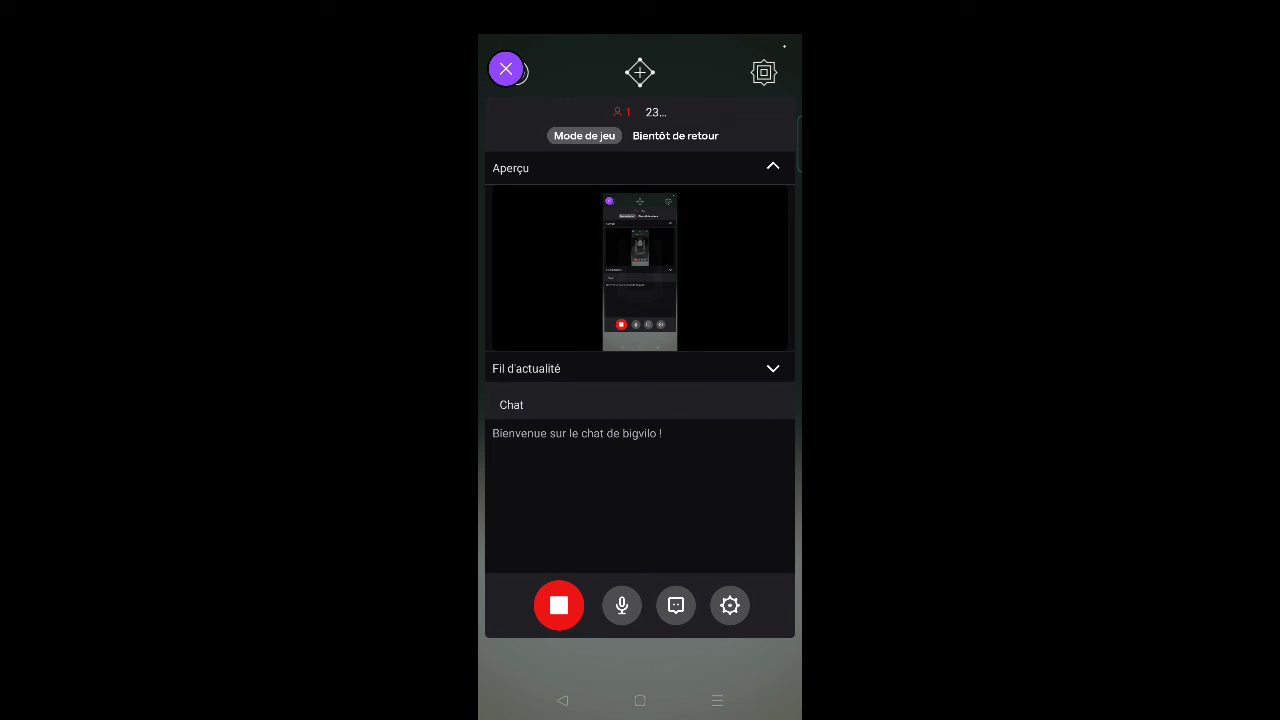 1 23...
Mode de jeu Bientôt de retour
Aperçu
Fil d'actualité
Chat
Bienvenue sur le chat de bigvilo !